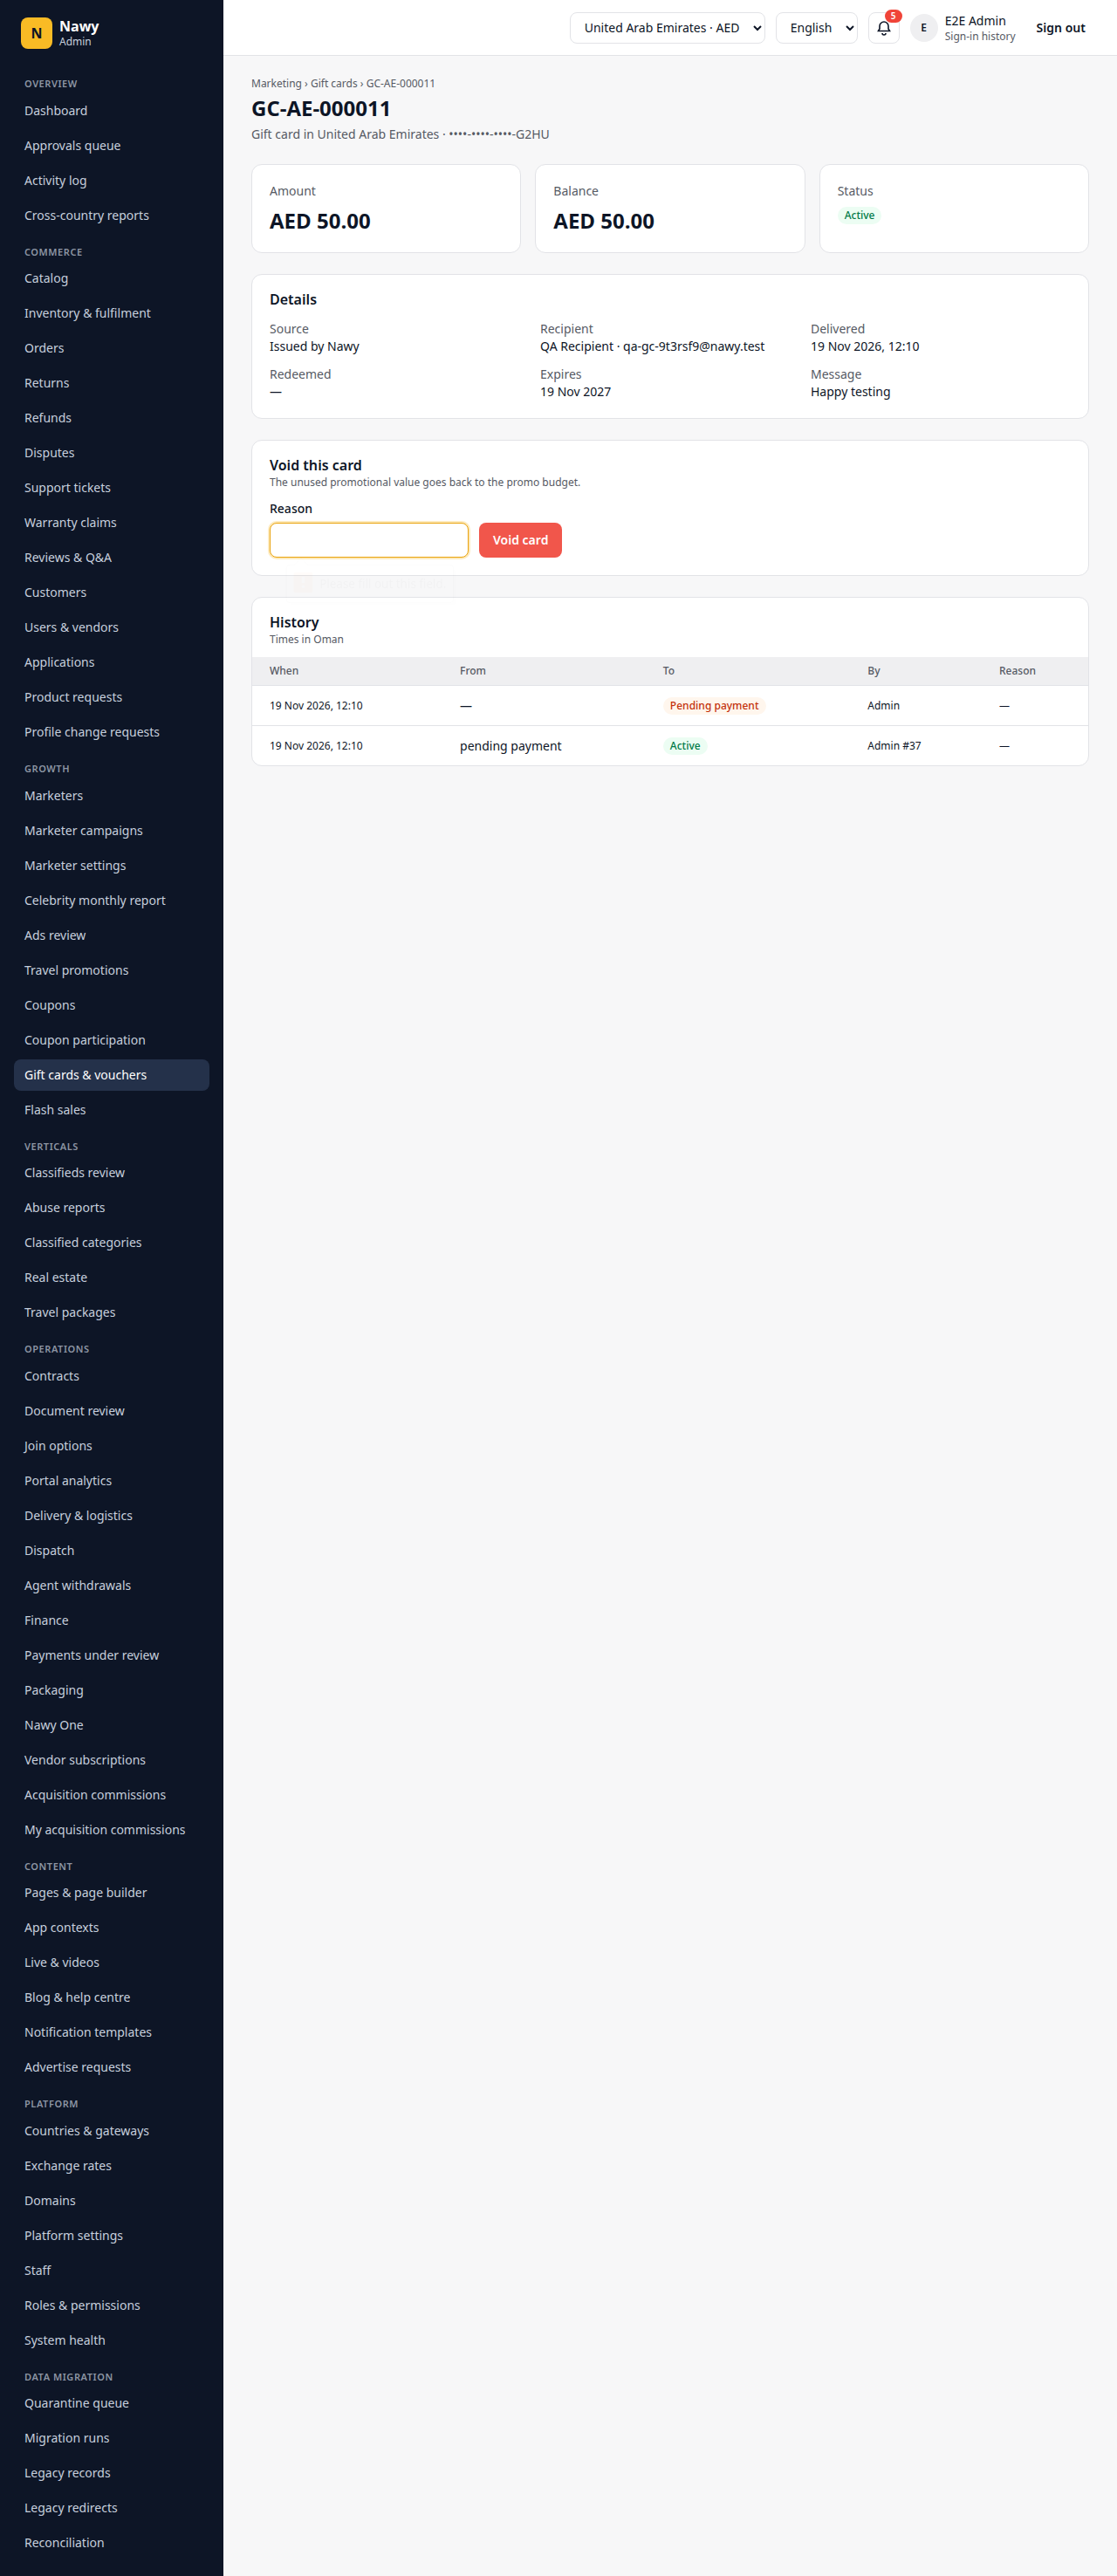 N
Nawy
Admin
OVERVIEW
Dashboard
Approvals queue
Activity log
Cross-country reports
COMMERCE
Catalog
Inventory & fulfilment
Orders
Returns
Refunds
Disputes
Support tickets
Warranty claims
Reviews & Q&A
Customers
Users & vendors
Applications
Product requests
Profile change requests
GROWTH
Marketers
Marketer campaigns
Marketer settings
Celebrity monthly report
Ads review
Travel promotions
Coupons
Coupon participation
Gift cards & vouchers
Flash sales
VERTICALS
Classifieds review
Abuse reports
Classified categories
Real estate
Travel packages
OPERATIONS
Contracts
Document review
Join options
Portal analytics
Delivery & logistics
Dispatch
Agent withdrawals
Finance
Payments under review
Packaging
Nawy One
Vendor subscriptions
Acquisition commissions
My acquisition commissions
CONTENT
Pages & page builder
App contexts
Live & videos
Blog & help centre
Notification templates
Advertise requests
PLATFORM
Countries & gateways
Exchange rates
Domains
Platform settings
Staff
Roles & permissions
System health
DATA MIGRATION
Quarantine queue
Migration runs
Legacy records
Legacy redirects
Reconciliation
United Arab Emirates · AED
English
5
E
E2E Admin
Sign-in history
Sign out
Marketing › Gift cards › GC-AE-000011
GC-AE-000011
Gift card in United Arab Emirates · ••••-••••-••••-G2HU
Amount
AED 50.00
Balance
AED 50.00
Status
Active
Details
Source
Issued by Nawy
Recipient
QA Recipient · qa-gc-9t3rsf9@nawy.test
Delivered
19 Nov 2026, 12:10
Redeemed
—
Expires
19 Nov 2027
Message
Happy testing
Void this card
The unused promotional value goes back to the promo budget.
Reason
Void card
History
Times in Oman
When From To By Reason
19 Nov 2026, 12:10 — Pending payment Admin —
19 Nov 2026, 12:10 pending payment Active Admin #37 —